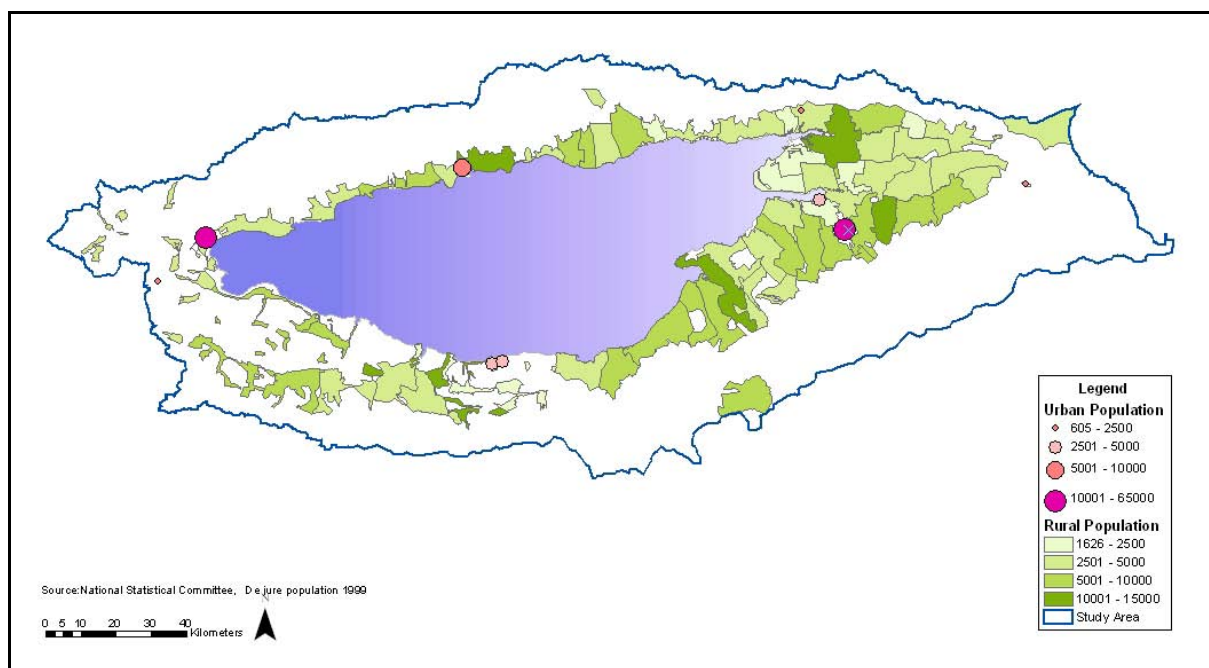 Legend
Urban Population
605 - 2500
2501 - 5000
5001 - 10000
10001 - 65000
Rural Population
1626 - 2500
2501 - 5000
5001 - 10000
10001 - 15000
Study Area
Source:National Statistical Committee, De jure population 1999
N
0 5 10 20 30 40
Kilometers